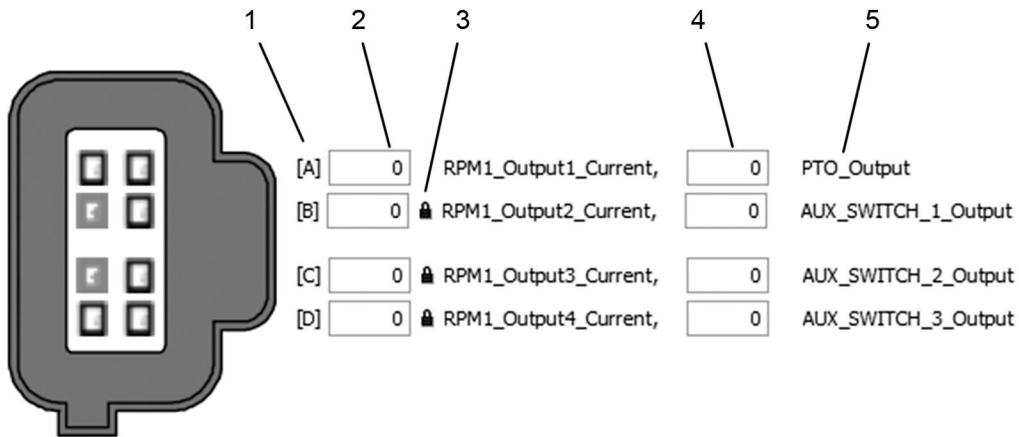 1 2 3 4 5
[A] 0 RPM1_Output1_Current, 0 PTO_Output
[B] 0 RPM1_Output2_Current, 0 AUX_SWITCH_1_Output
[C] 0 RPM1_Output3_Current, 0 AUX_SWITCH_2_Output
[D] 0 RPM1_Output4_Current, 0 AUX_SWITCH_3_Output